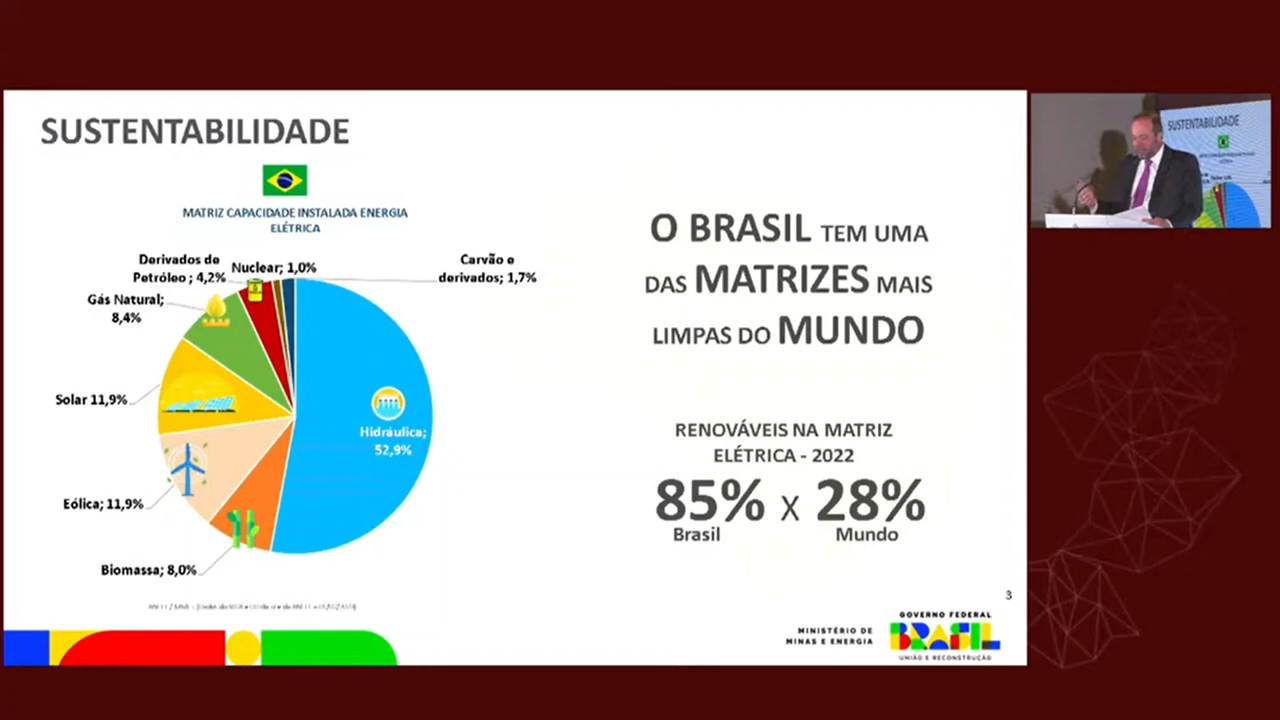 SUSTENTABILIDADE
MATRIZ CAPACIDADE INSTALADA ENERGIA
ELÉTRICA
Derivados de
Petróleo ; 4,2%
Nuclear; 1,0%
Carvão e
derivados; 1,7%
Gás Natural;
8,4%
Solar 11,9%
Hidráulica;
52,9%
Eólica; 11,9%
Biomassa; 8,0%
O BRASIL TEM UMA
DAS MATRIZES MAIS
LIMPAS DO MUNDO
RENOVÁVEIS NA MATRIZ
ELÉTRICA - 2022
85% X 28%
Brasil Mundo
3
MINISTÉRIO DE
MINAS E ENERGIA
GOVERNO FEDERAL
BRASIL
UNIÃO E RECONSTRUÇÃO
SUSTENTABILIDADE